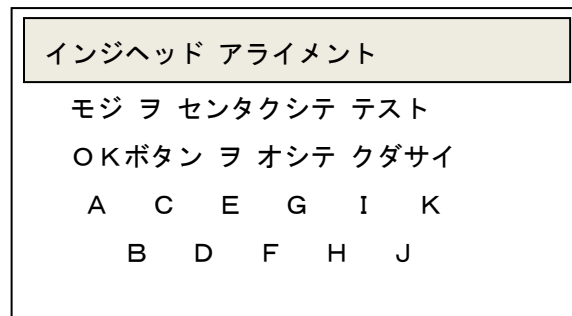 インジヘッド アライメント
モジ ヲ センタクシテ テスト
OKボタン ヲ オシテ クダサイ
A C E G I K
B D F H J